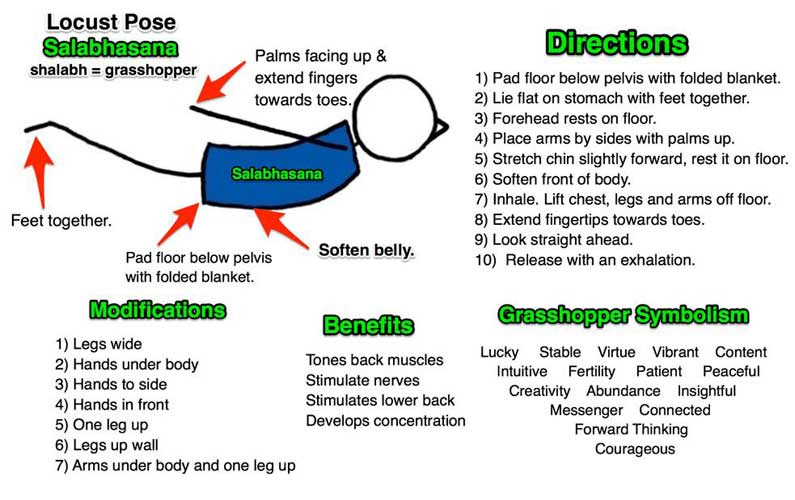 Locust Pose
Salabhasana
shalabh = grasshopper
Palms facing up &
extend fingers
towards toes.
Salabhasana
Feet together.
Pad floor below pelvis
with folded blanket.
Soften belly.
Directions
1) Pad floor below pelvis with folded blanket.
2) Lie flat on stomach with feet together.
3) Forehead rests on floor.
4) Place arms by sides with palms up.
5) Stretch chin slightly forward, rest it on floor.
6) Soften front of body.
7) Inhale. Lift chest, legs and arms off floor.
8) Extend fingertips towards toes.
9) Look straight ahead.
10) Release with an exhalation.
Modifications
1) Legs wide
2) Hands under body
3) Hands to side
4) Hands in front
5) One leg up
6) Legs up wall
7) Arms under body and one leg up
Benefits
Tones back muscles
Stimulate nerves
Stimulates lower back
Develops concentration
Grasshopper Symbolism
Lucky Stable Virtue Vibrant Content
Intuitive Fertility Patient Peaceful
Creativity Abundance Insightful
Messenger Connected
Forward Thinking
Courageous